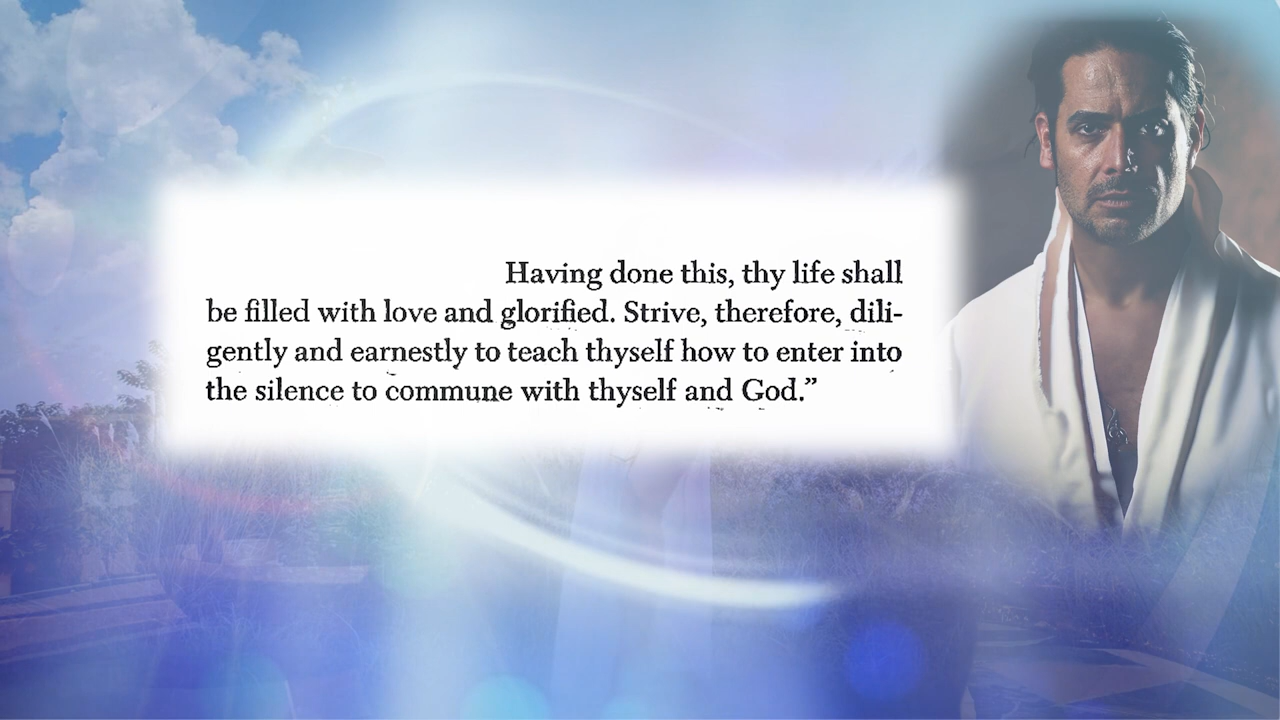 Having done this, thy life shall
be filled with love and glorified. Strive, therefore, dili-
gently and earnestly to teach thyself how to enter into
the silence to commune with thyself and God.”